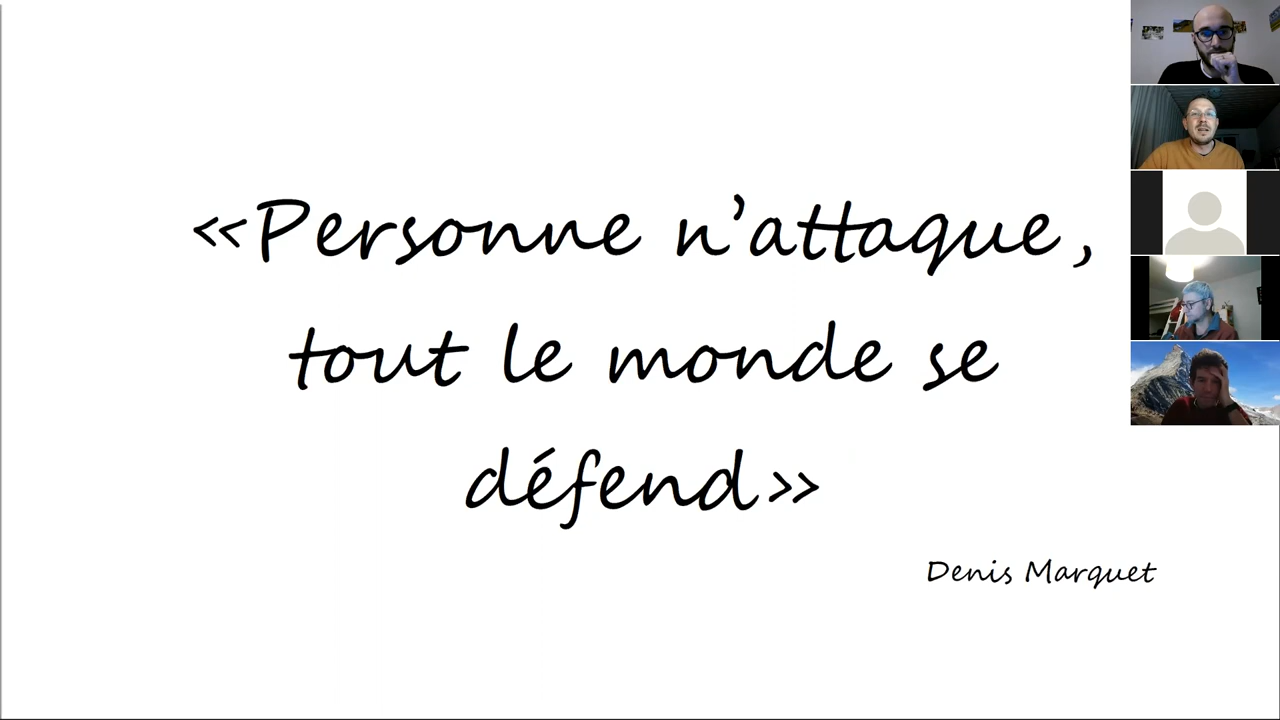 «Personne n’attaque,
tout le monde se
défend»
Denis Marquet